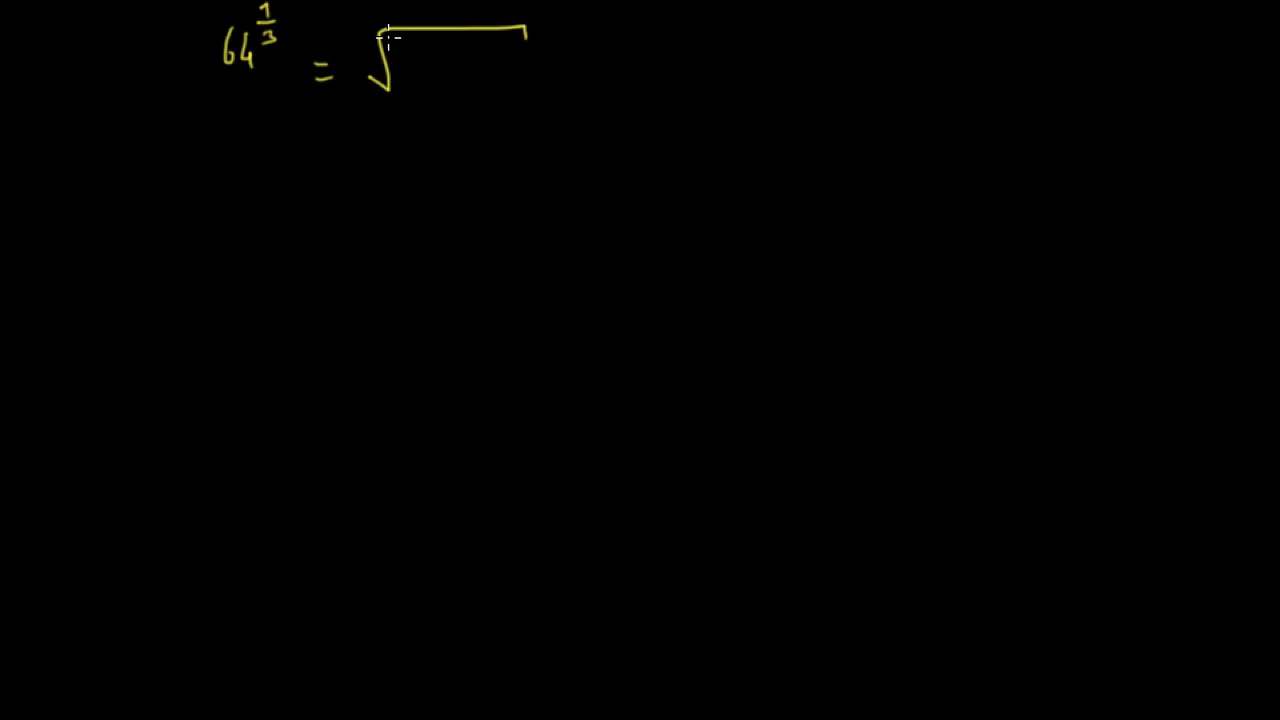 64^{1/3} = √